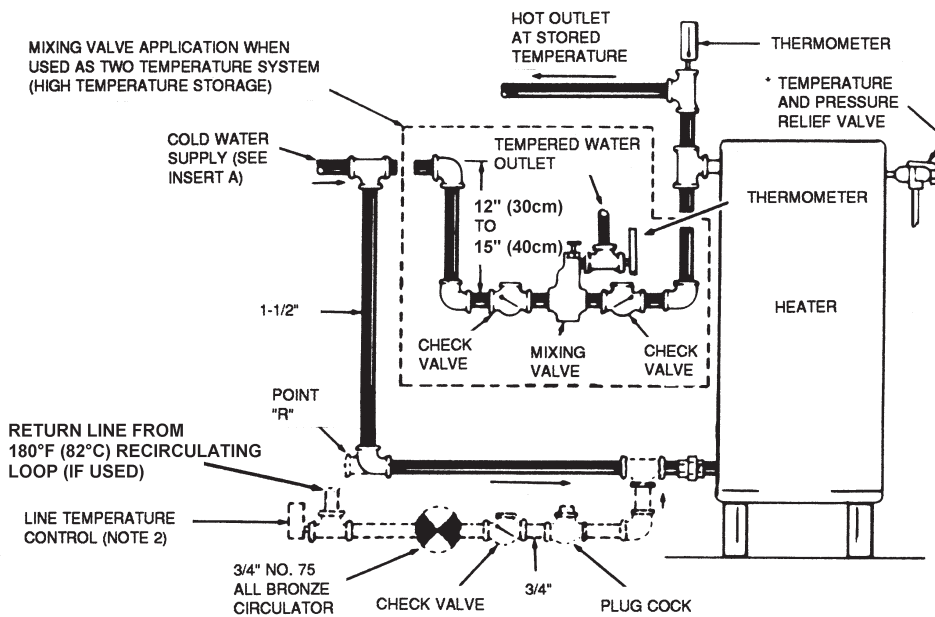 HOT OUTLET
AT STORED
TEMPERATURE
THERMOMETER
MIXING VALVE APPLICATION WHEN
USED AS TWO TEMPERATURE SYSTEM
(HIGH TEMPERATURE STORAGE)
* TEMPERATURE
AND PRESSURE
RELIEF VALVE
COLD WATER
SUPPLY (SEE
INSERT A)
TEMPERED WATER
OUTLET
THERMOMETER
12" (30cm)
TO
15" (40cm)
1-1/2"
HEATER
CHECK
VALVE
MIXING
VALVE
CHECK
VALVE
POINT
"R"
RETURN LINE FROM
180°F (82°C) RECIRCULATING
LOOP (IF USED)
LINE TEMPERATURE
CONTROL (NOTE 2)
3/4" NO. 75
ALL BRONZE
CIRCULATOR
CHECK VALVE
3/4"
PLUG COCK